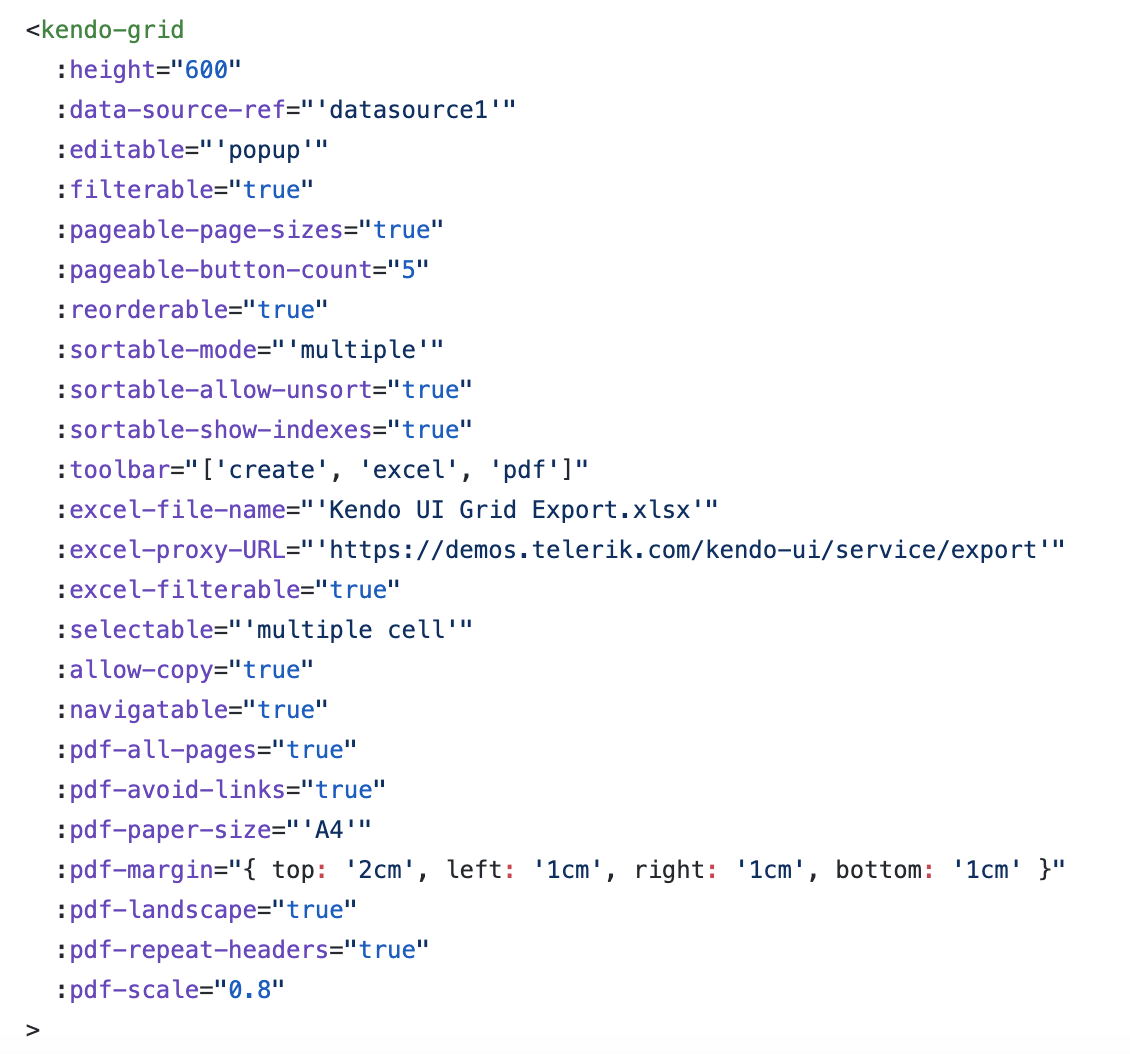 <kendo-grid
:height="600"
:data-source-ref="'datasource1'"
:editable="'popup'"
:filterable="true"
:pageable-page-sizes="true"
:pageable-button-count="5"
:reorderable="true"
:sortable-mode="'multiple'"
:sortable-allow-unsort="true"
:sortable-show-indexes="true"
:toolbar="['create', 'excel', 'pdf']"
:excel-file-name="'Kendo UI Grid Export.xlsx'"
:excel-proxy-URL="'https://demos.telerik.com/kendo-ui/service/export'"
:excel-filterable="true"
:selectable="'multiple cell'"
:allow-copy="true"
:navigatable="true"
:pdf-all-pages="true"
:pdf-avoid-links="true"
:pdf-paper-size="'A4'"
:pdf-margin="{ top: '2cm', left: '1cm', right: '1cm', bottom: '1cm' }"
:pdf-landscape="true"
:pdf-repeat-headers="true"
:pdf-scale="0.8"
>